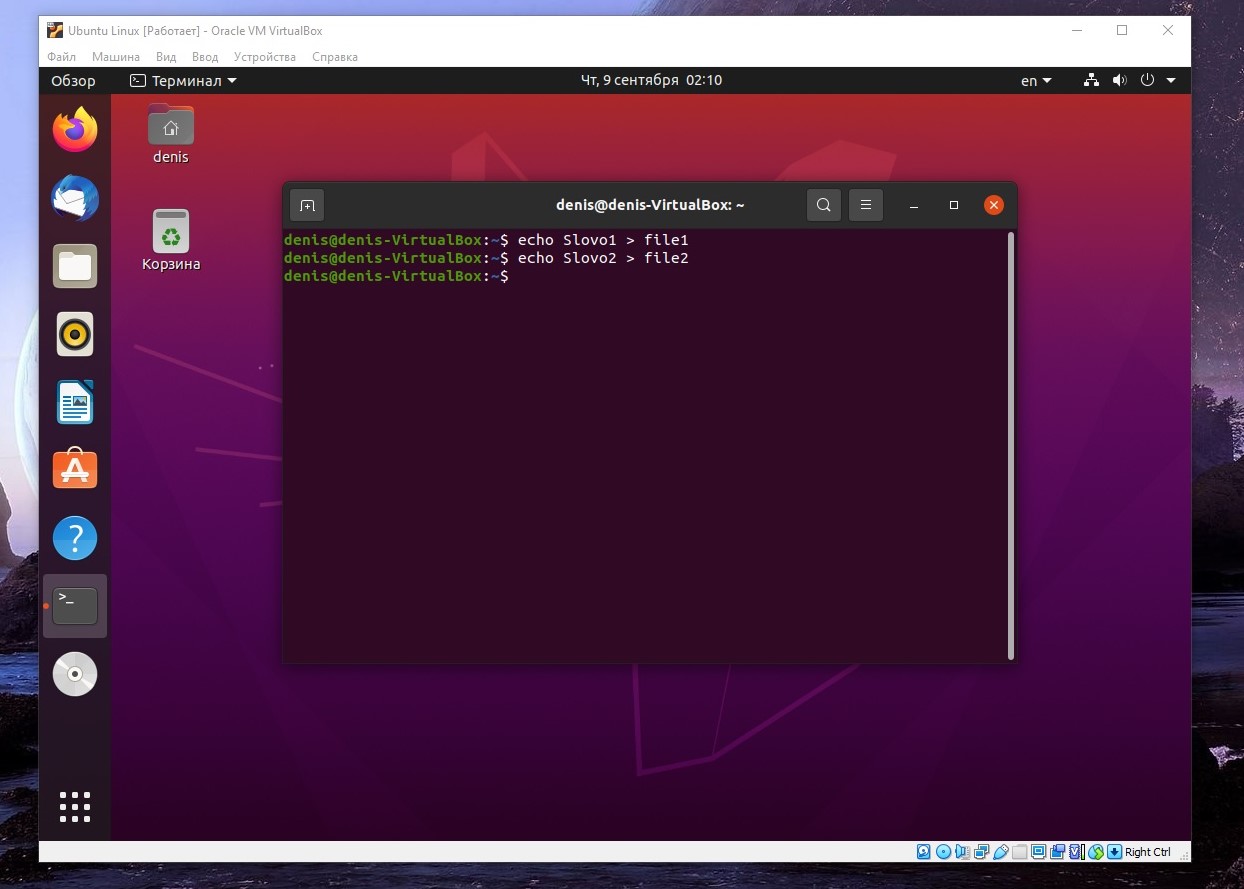 Ubuntu Linux [Работает] - Oracle VM VirtualBox
Файл Машина Вид Ввод Устройства Справка
Обзор Терминал Чт, 9 сентября 02:10 en
denis
Корзина
denis@denis-VirtualBox: ~
denis@denis-VirtualBox:~$ echo Slovo1 > file1
denis@denis-VirtualBox:~$ echo Slovo2 > file2
denis@denis-VirtualBox:~$
Right Ctrl